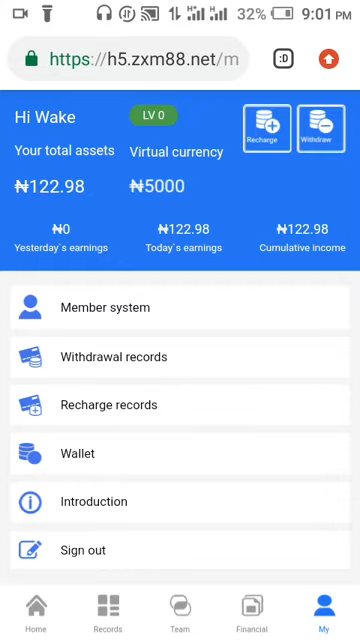 32% 9:01 PM
https://h5.zxm88.net/m
:D
Hi Wake
LV 0
Recharge
Withdraw
Your total assets
Virtual currency
₦122.98
₦5000
₦0
₦122.98
₦122.98
Yesterday`s earnings
Today`s earnings
Cumulative income
Member system
Withdrawal records
Recharge records
Wallet
Introduction
Sign out
Home
Records
Team
Financial
My